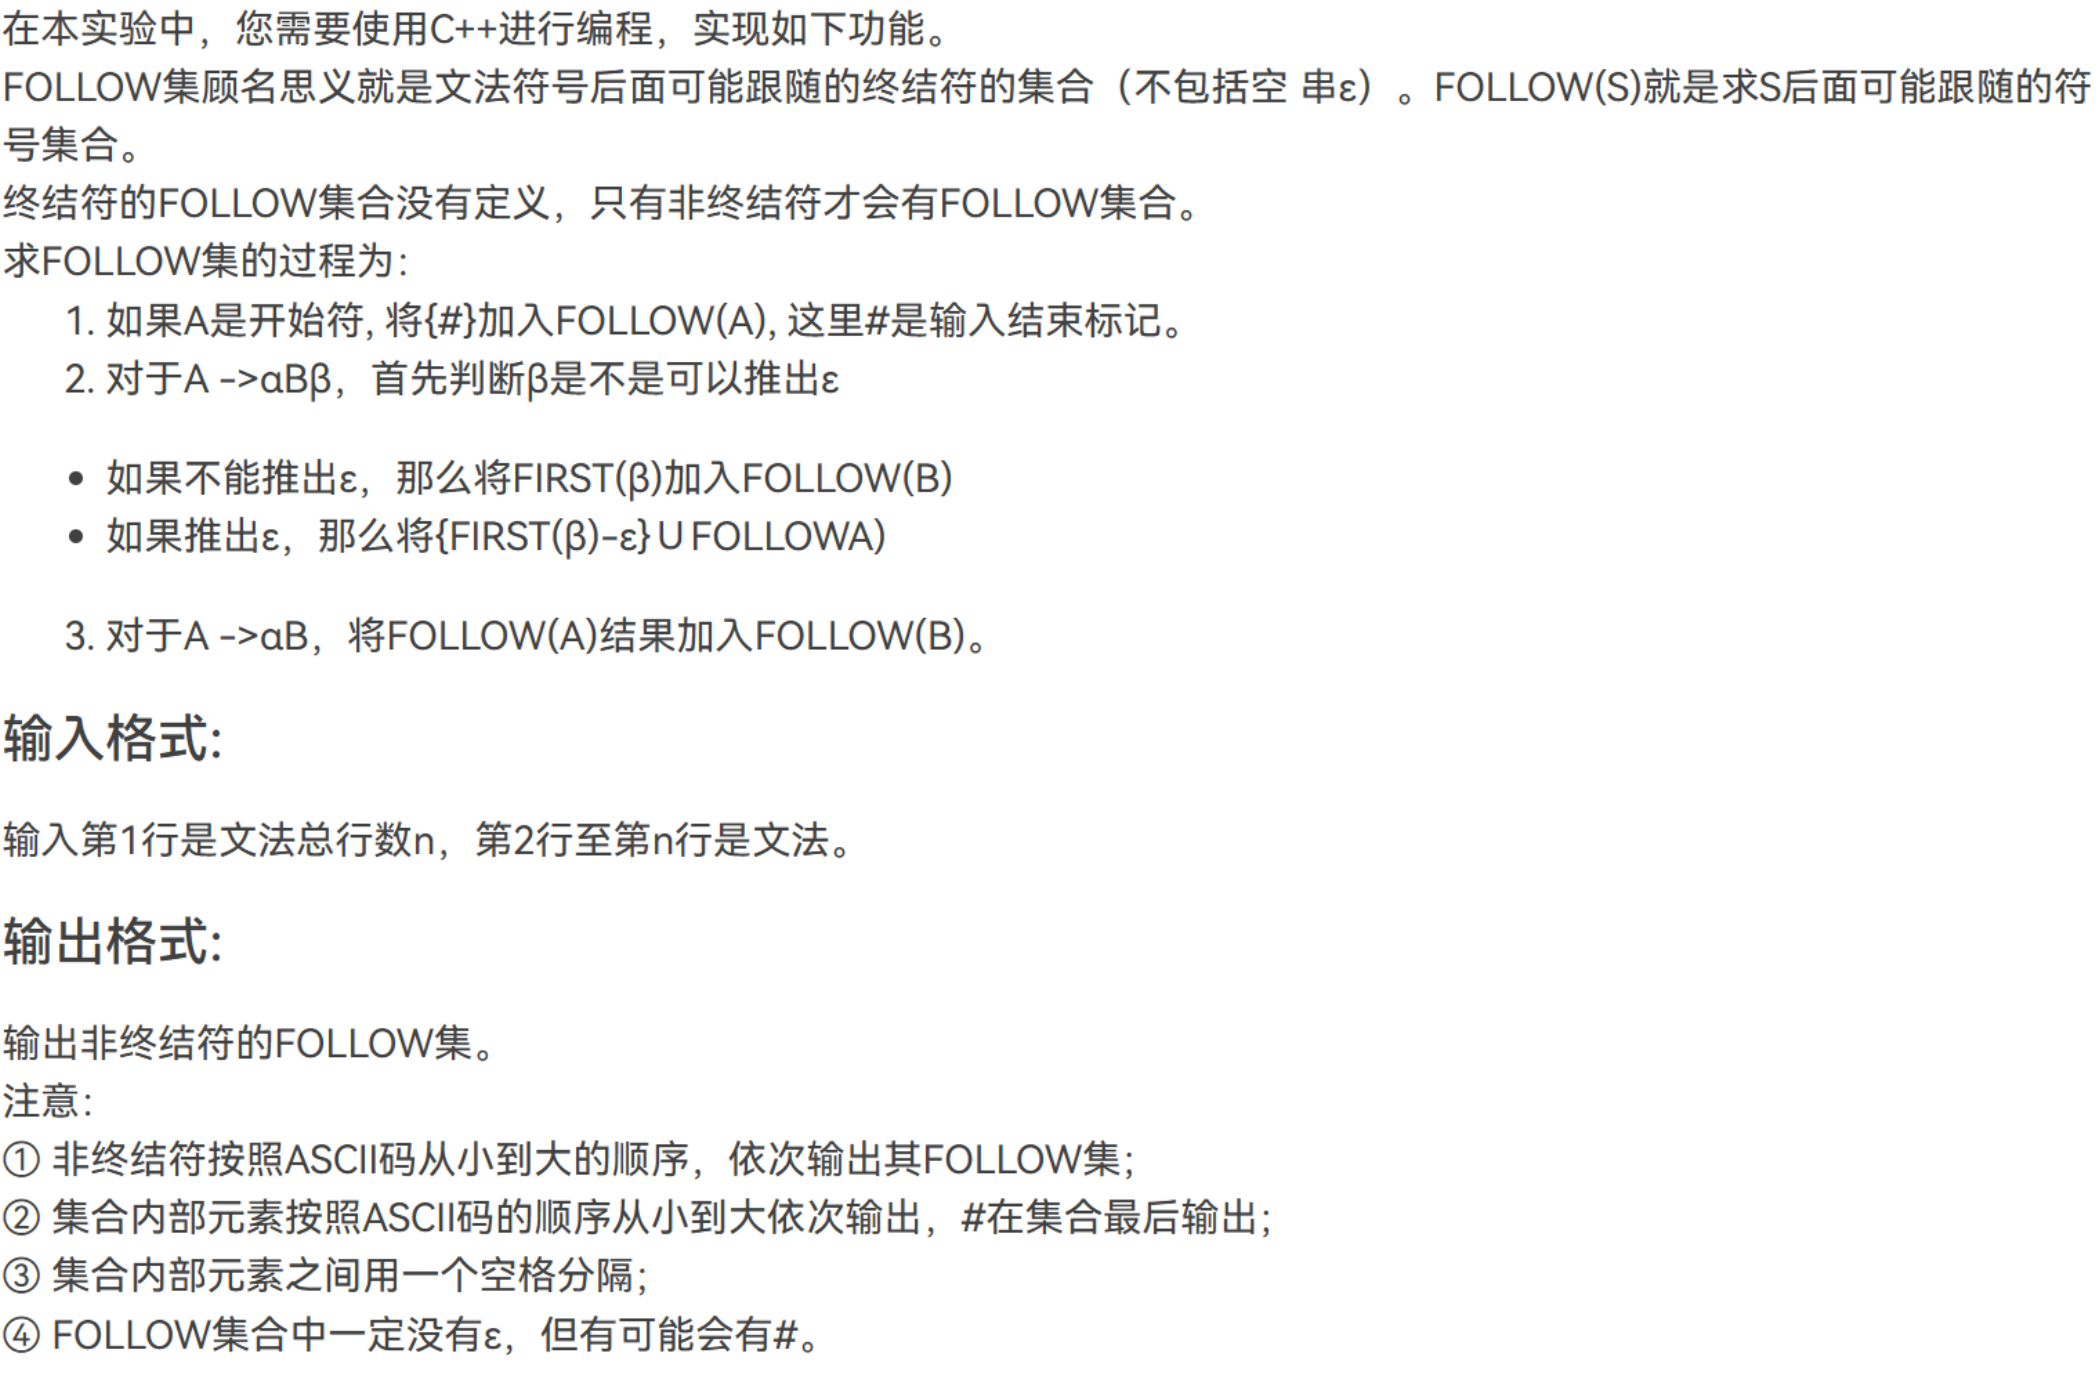 在本实验中，您需要使用C++进行编程，实现如下功能。
FOLLOW集顾名思义就是文法符号后面可能跟随的终结符的集合（不包括空 串ε）。FOLLOW(S)就是求S后面可能跟随的符
号集合。
终结符的FOLLOW集合没有定义，只有非终结符才会有FOLLOW集合。
求FOLLOW集的过程为：
1. 如果A是开始符, 将{#}加入FOLLOW(A), 这里#是输入结束标记。
2. 对于A ->αBβ，首先判断β是不是可以推出ε
• 如果不能推出ε，那么将FIRST(β)加入FOLLOW(B)
• 如果推出ε，那么将{FIRST(β)-ε}∪FOLLOWA)
3. 对于A ->αB，将FOLLOW(A)结果加入FOLLOW(B)。
输入格式:
输入第1行是文法总行数n，第2行至第n行是文法。
输出格式:
输出非终结符的FOLLOW集。
注意：
① 非终结符按照ASCII码从小到大的顺序，依次输出其FOLLOW集；
② 集合内部元素按照ASCII码的顺序从小到大依次输出，#在集合最后输出；
③ 集合内部元素之间用一个空格分隔；
④ FOLLOW集合中一定没有ε，但有可能会有#。